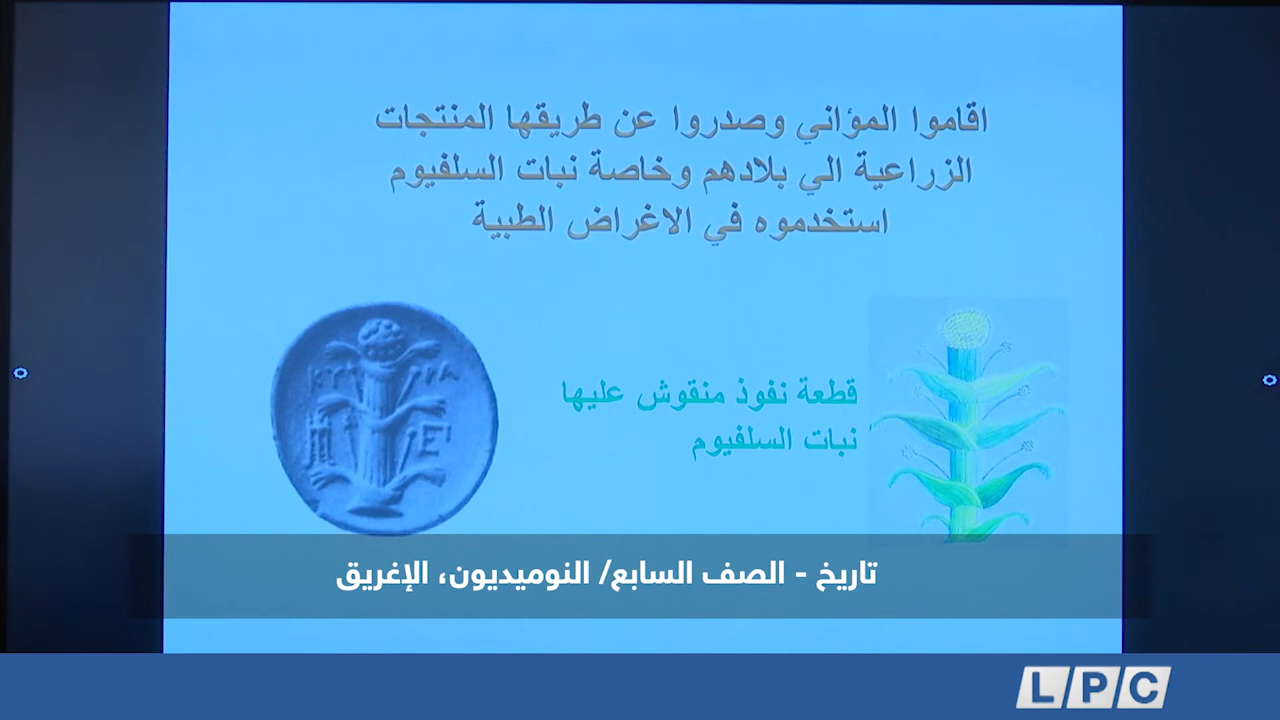 اقاموا المؤاني وصدروا عن طريقها المنتجات
الزراعية الي بلادهم وخاصة نبات السلفيوم
استخدموه في الاغراض الطبية
قطعة نفوذ منقوش عليها
نبات السلفيوم
تاريخ - الصف السابع/ النوميديون، الإغريق
LPC